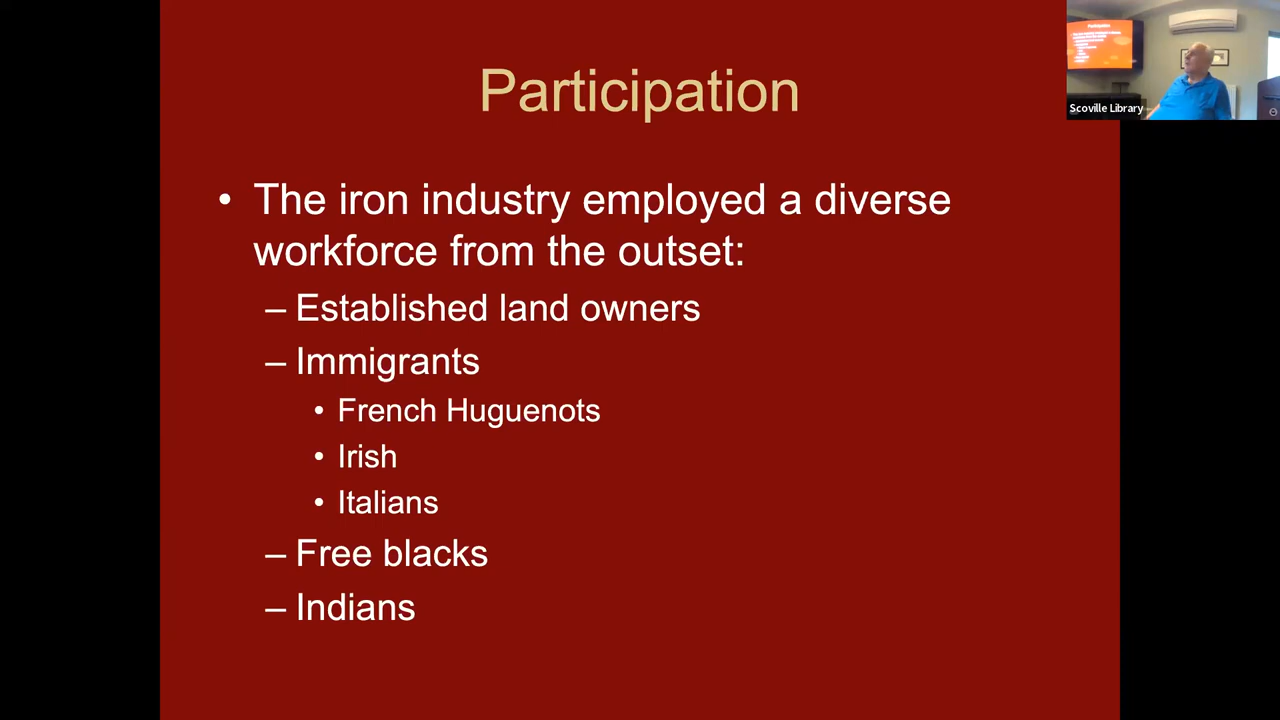 Participation
• The iron industry employed a diverse
workforce from the outset:
– Established land owners
– Immigrants
• French Huguenots
• Irish
• Italians
– Free blacks
– Indians
Scoville Library